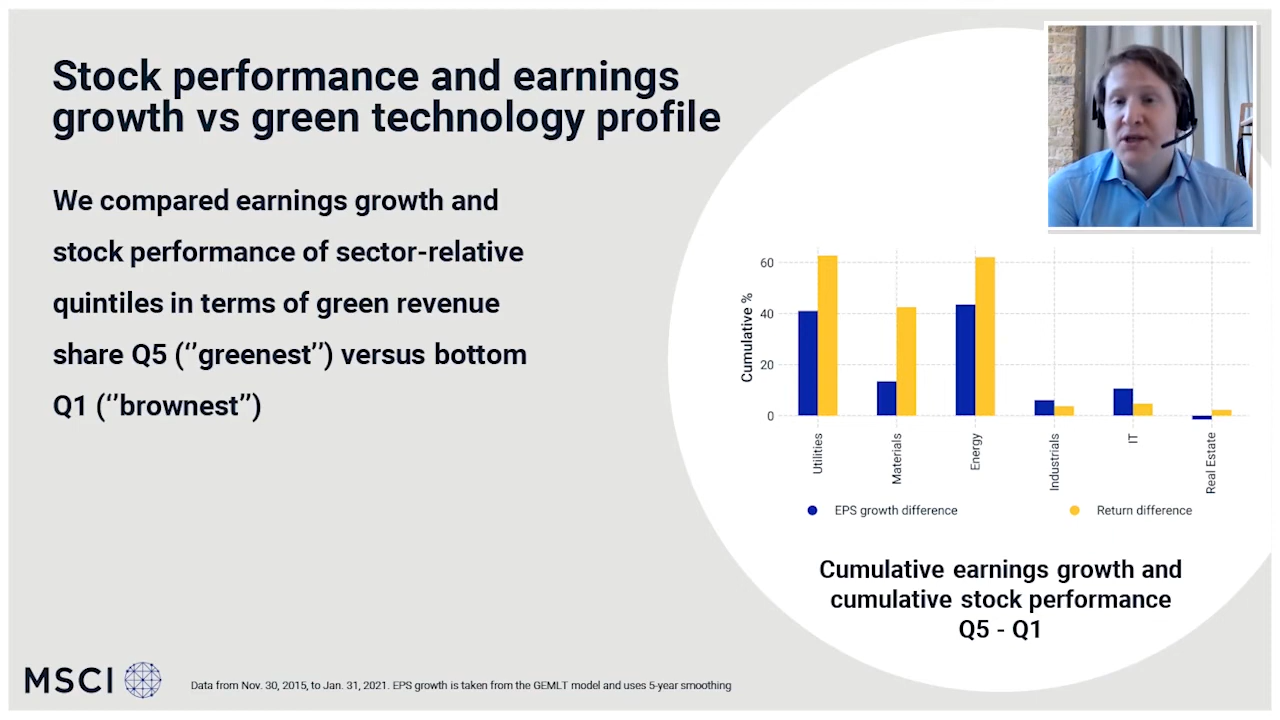 Stock performance and earnings
growth vs green technology profile
We compared earnings growth and
stock performance of sector-relative
quintiles in terms of green revenue
share Q5 (‘’greenest’’) versus bottom
Q1 (‘’brownest’’)
Cumulative %
60
40
20
0
Utilities
Materials
Energy
Industrials
IT
Real Estate
EPS growth difference
Return difference
Cumulative earnings growth and
cumulative stock performance
Q5 - Q1
MSCI
Data from Nov. 30, 2015, to Jan. 31, 2021. EPS growth is taken from the GEMLT model and uses 5-year smoothing